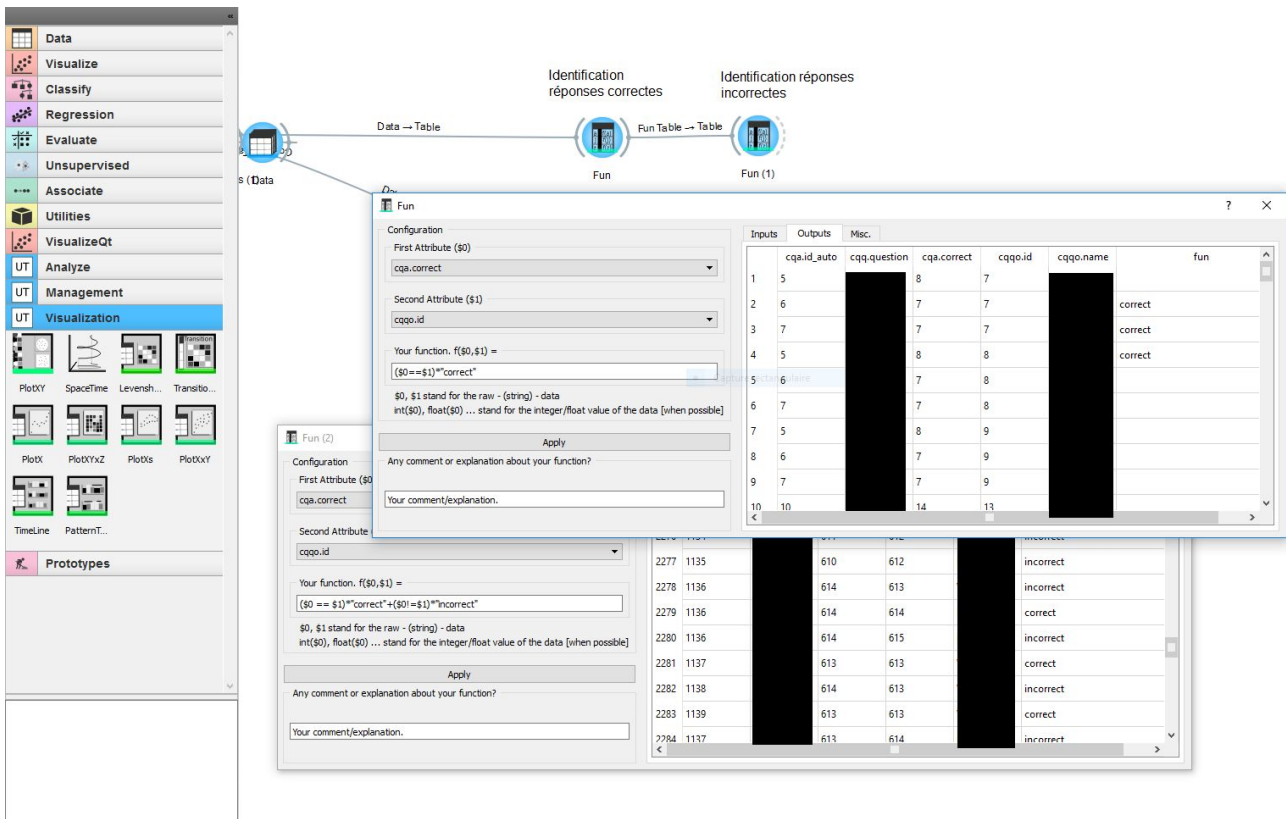 «
Data
Visualize
Classify
Regression
Evaluate
Unsupervised
Associate
Utilities
VisualizeQt
UT Analyze
UT Management
UT Visualization
Transition
PlotXY SpaceTime Levensh... Transitio...
PlotX PlotXYxZ PlotXs PlotXxY
TimeLine PatternT...
Prototypes
Identification
réponses correctes
Identification réponses
incorrectes
Data → Table
Fun Table → Table
s (1)
Data
Fun
Fun (1)
Fun ? ×
Configuration
First Attribute ($0)
cqa.correct
Second Attribute ($1)
cqqo.id
Your function. f($0,$1) =
($0==$1)*"correct"
$0, $1 stand for the raw - (string) - data
int($0), float($0) ... stand for the integer/float value of the data [when possible]
Apply
Any comment or explanation about your function?
Your comment/explanation.
Inputs Outputs Misc.
cqa.id_auto cqq.question cqa.correct cqqo.id cqqo.name fun
1 5 8 7
2 6 7 7 correct
3 7 7 7 correct
4 5 8 8 correct
5 6 7 8
6 7 7 8
7 5 8 9
8 6 7 9
9 7 7 9
10 10 14 13
Fun (2)
Configuration
First Attribute ($0
cqa.correct
Second Attribute
cqqo.id
Your function. f($0,$1) =
($0 == $1)*"correct"+($0!=$1)*"incorrect"
$0, $1 stand for the raw - (string) - data
int($0), float($0) ... stand for the integer/float value of the data [when possible]
Apply
Any comment or explanation about your function?
Your comment/explanation.
2277 1135 610 612 incorrect
2278 1136 614 613 incorrect
2279 1136 614 614 correct
2280 1136 614 615 incorrect
2281 1137 613 613 correct
2282 1138 614 613 incorrect
2283 1139 613 613 correct
2284 1137 613 614 incorrect